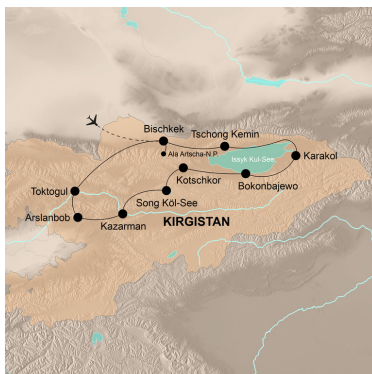 Bischkek
Tschong Kemin
Ala Artscha-N.P.
Issyk Kul-See
Karakol
Kotschkor
Bokonbajewo
Toktogul
Song Köl-See
Arslanbob
Kazarman
KIRGISTAN